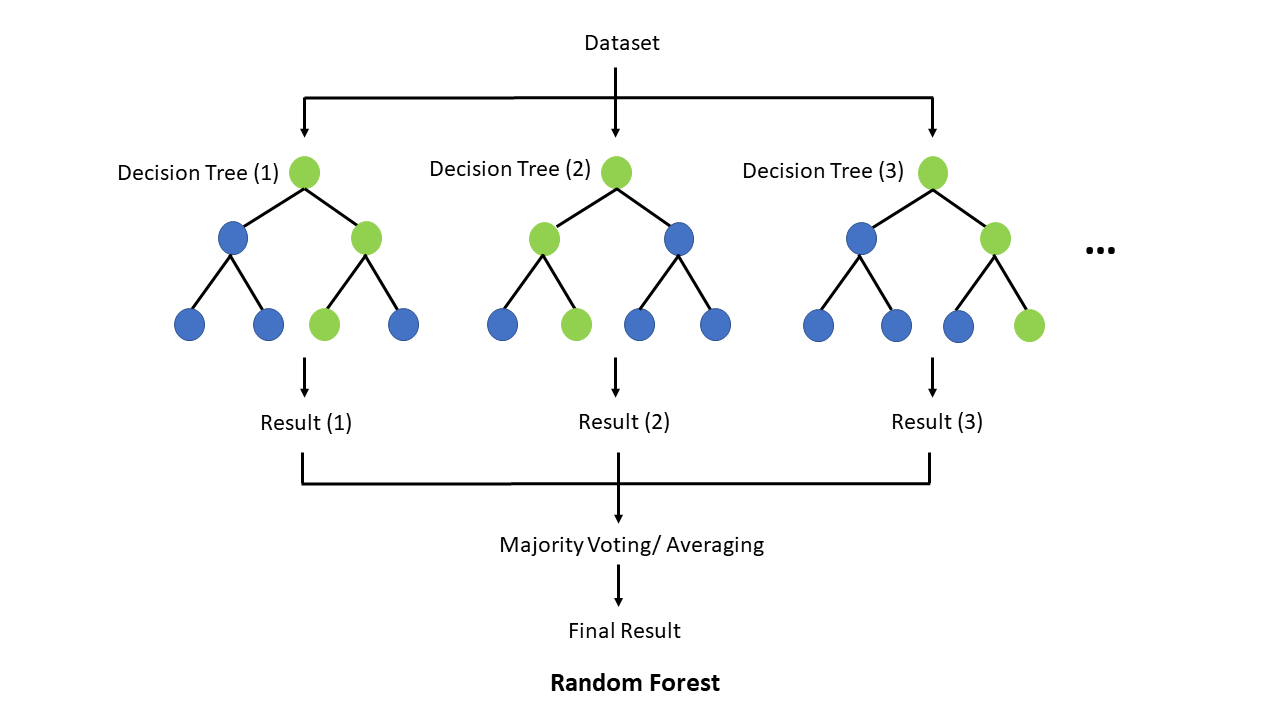 Dataset
Decision Tree (1)
Decision Tree (2)
Decision Tree (3)
...
Result (1)
Result (2)
Result (3)
Majority Voting/ Averaging
Final Result
Random Forest